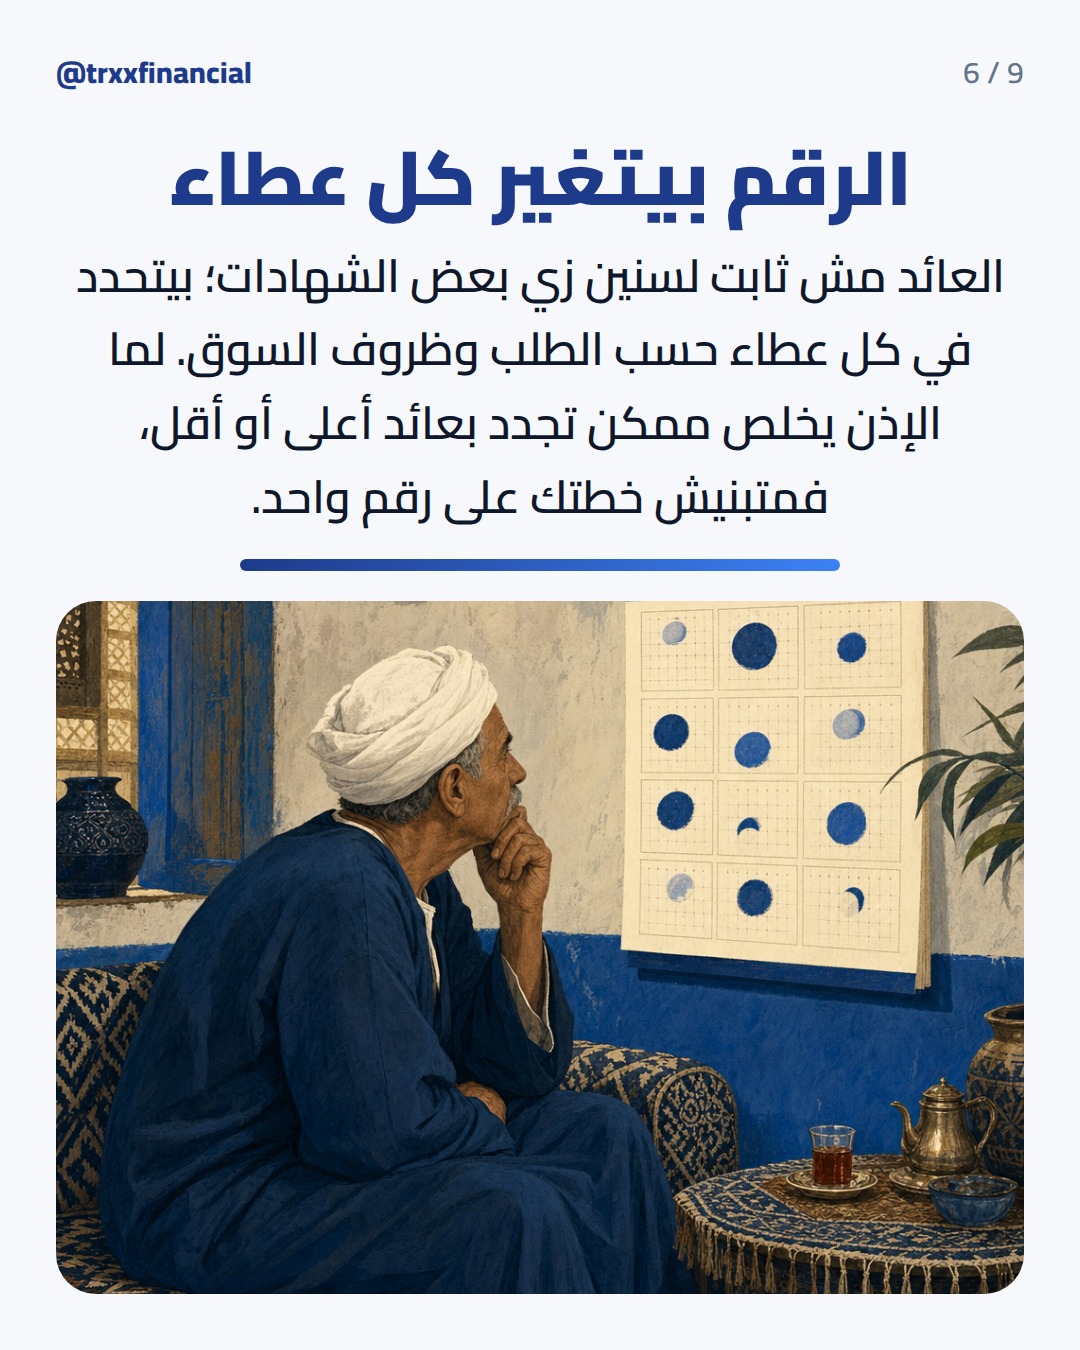 @trxxfinancial
6 / 9
الرقم بيتغير كل عطاء
العائد مش ثابت لسنين زي بعض الشهادات؛ بيتحدد
في كل عطاء حسب الطلب وظروف السوق. لما
الإذن يخلص ممكن تجدد بعائد أعلى أو أقل،
فمتبنيش خطتك على رقم واحد.